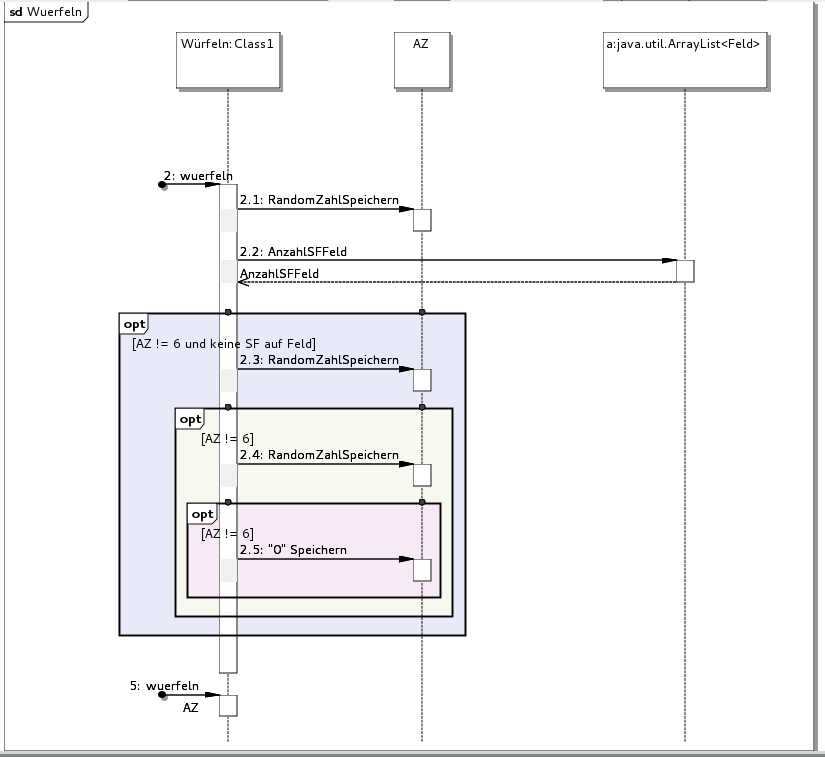 sd Wuerfeln
Würfeln:Class1
AZ
a:java.util.ArrayList<Feld>
2: wuerfeln
2.1: RandomZahlSpeichern
2.2: AnzahlSFFeld
AnzahlSFFeld
opt
[AZ != 6 und keine SF auf Feld]
2.3: RandomZahlSpeichern
opt
[AZ != 6]
2.4: RandomZahlSpeichern
opt
[AZ != 6]
2.5: "0" Speichern
5: wuerfeln
AZ